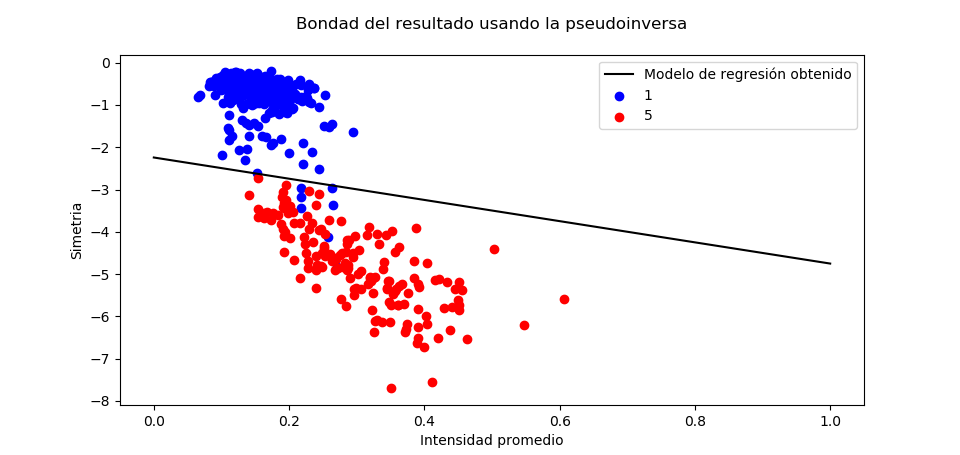 Bondad del resultado usando la pseudoinversa
Modelo de regresión obtenido
1
5
0
−1
−2
−3
−4
−5
−6
−7
−8
Simetria
0.0 0.2 0.4 0.6 0.8 1.0
Intensidad promedio